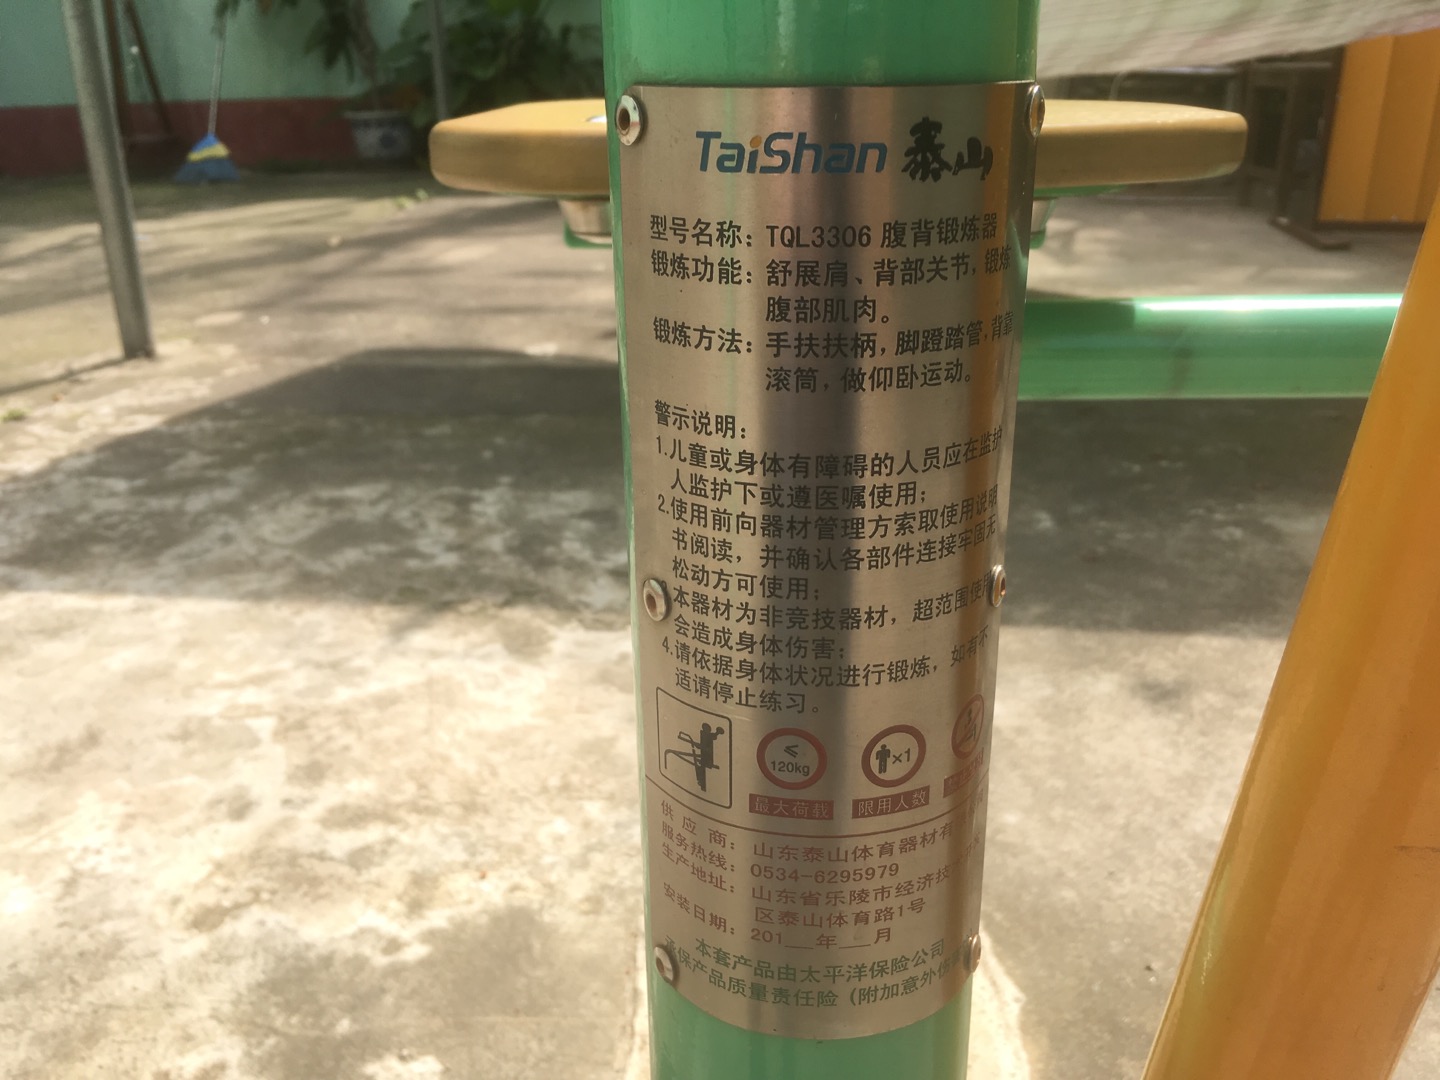 TaiShan 泰山
型号名称：TQL3306 腹背锻炼器
锻炼功能：舒展肩、背部关节，锻炼
腹部肌肉。
锻炼方法：手扶扶柄，脚蹬踏管，背靠
滚筒，做仰卧运动。
警示说明：
1.儿童或身体有障碍的人员应在监护
人监护下或遵医嘱使用；
2.使用前向器材管理方索取使用说明
书阅读，并确认各部件连接牢固无
松动方可使用；
本器材为非竞技器材，超范围使用
会造成身体伤害；
4.请依据身体状况进行锻炼，如有不
适请停止练习。
≤
120kg
×1
最大荷载
限用人数
供应商：山东泰山体育器材有
服务热线：0534-6295979
生产地址：山东省乐陵市经济技
区泰山体育路1号
安装日期：201__年__月
本套产品由太平洋保险公司
承保产品质量责任险（附加意外伤